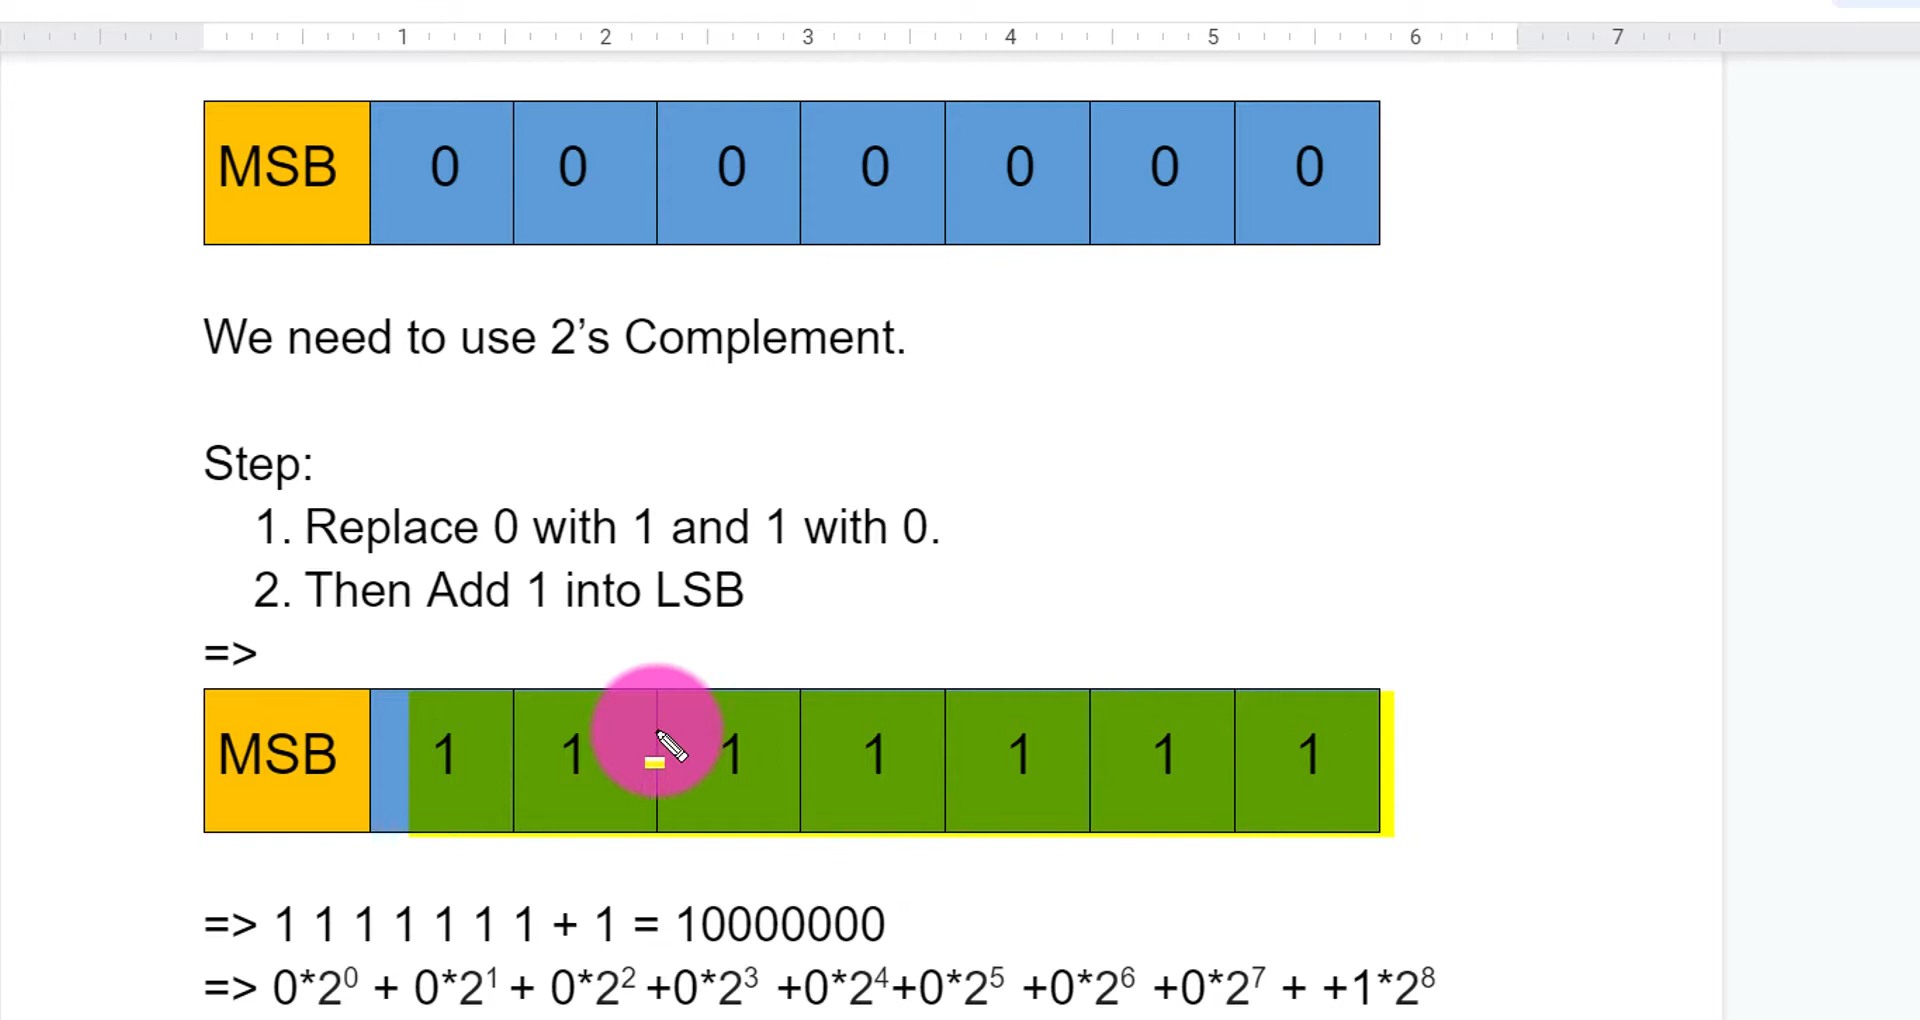 1 2 3 4 5 6 7
MSB 0 0 0 0 0 0 0
We need to use 2’s Complement.
Step:
1. Replace 0 with 1 and 1 with 0.
2. Then Add 1 into LSB
=>
MSB 1 1 1 1 1 1 1
=> 1 1 1 1 1 1 1 + 1 = 10000000
=> 0*2⁰ + 0*2¹ + 0*2² +0*2³ +0*2⁴+0*2⁵ +0*2⁶ +0*2⁷ + +1*2⁸